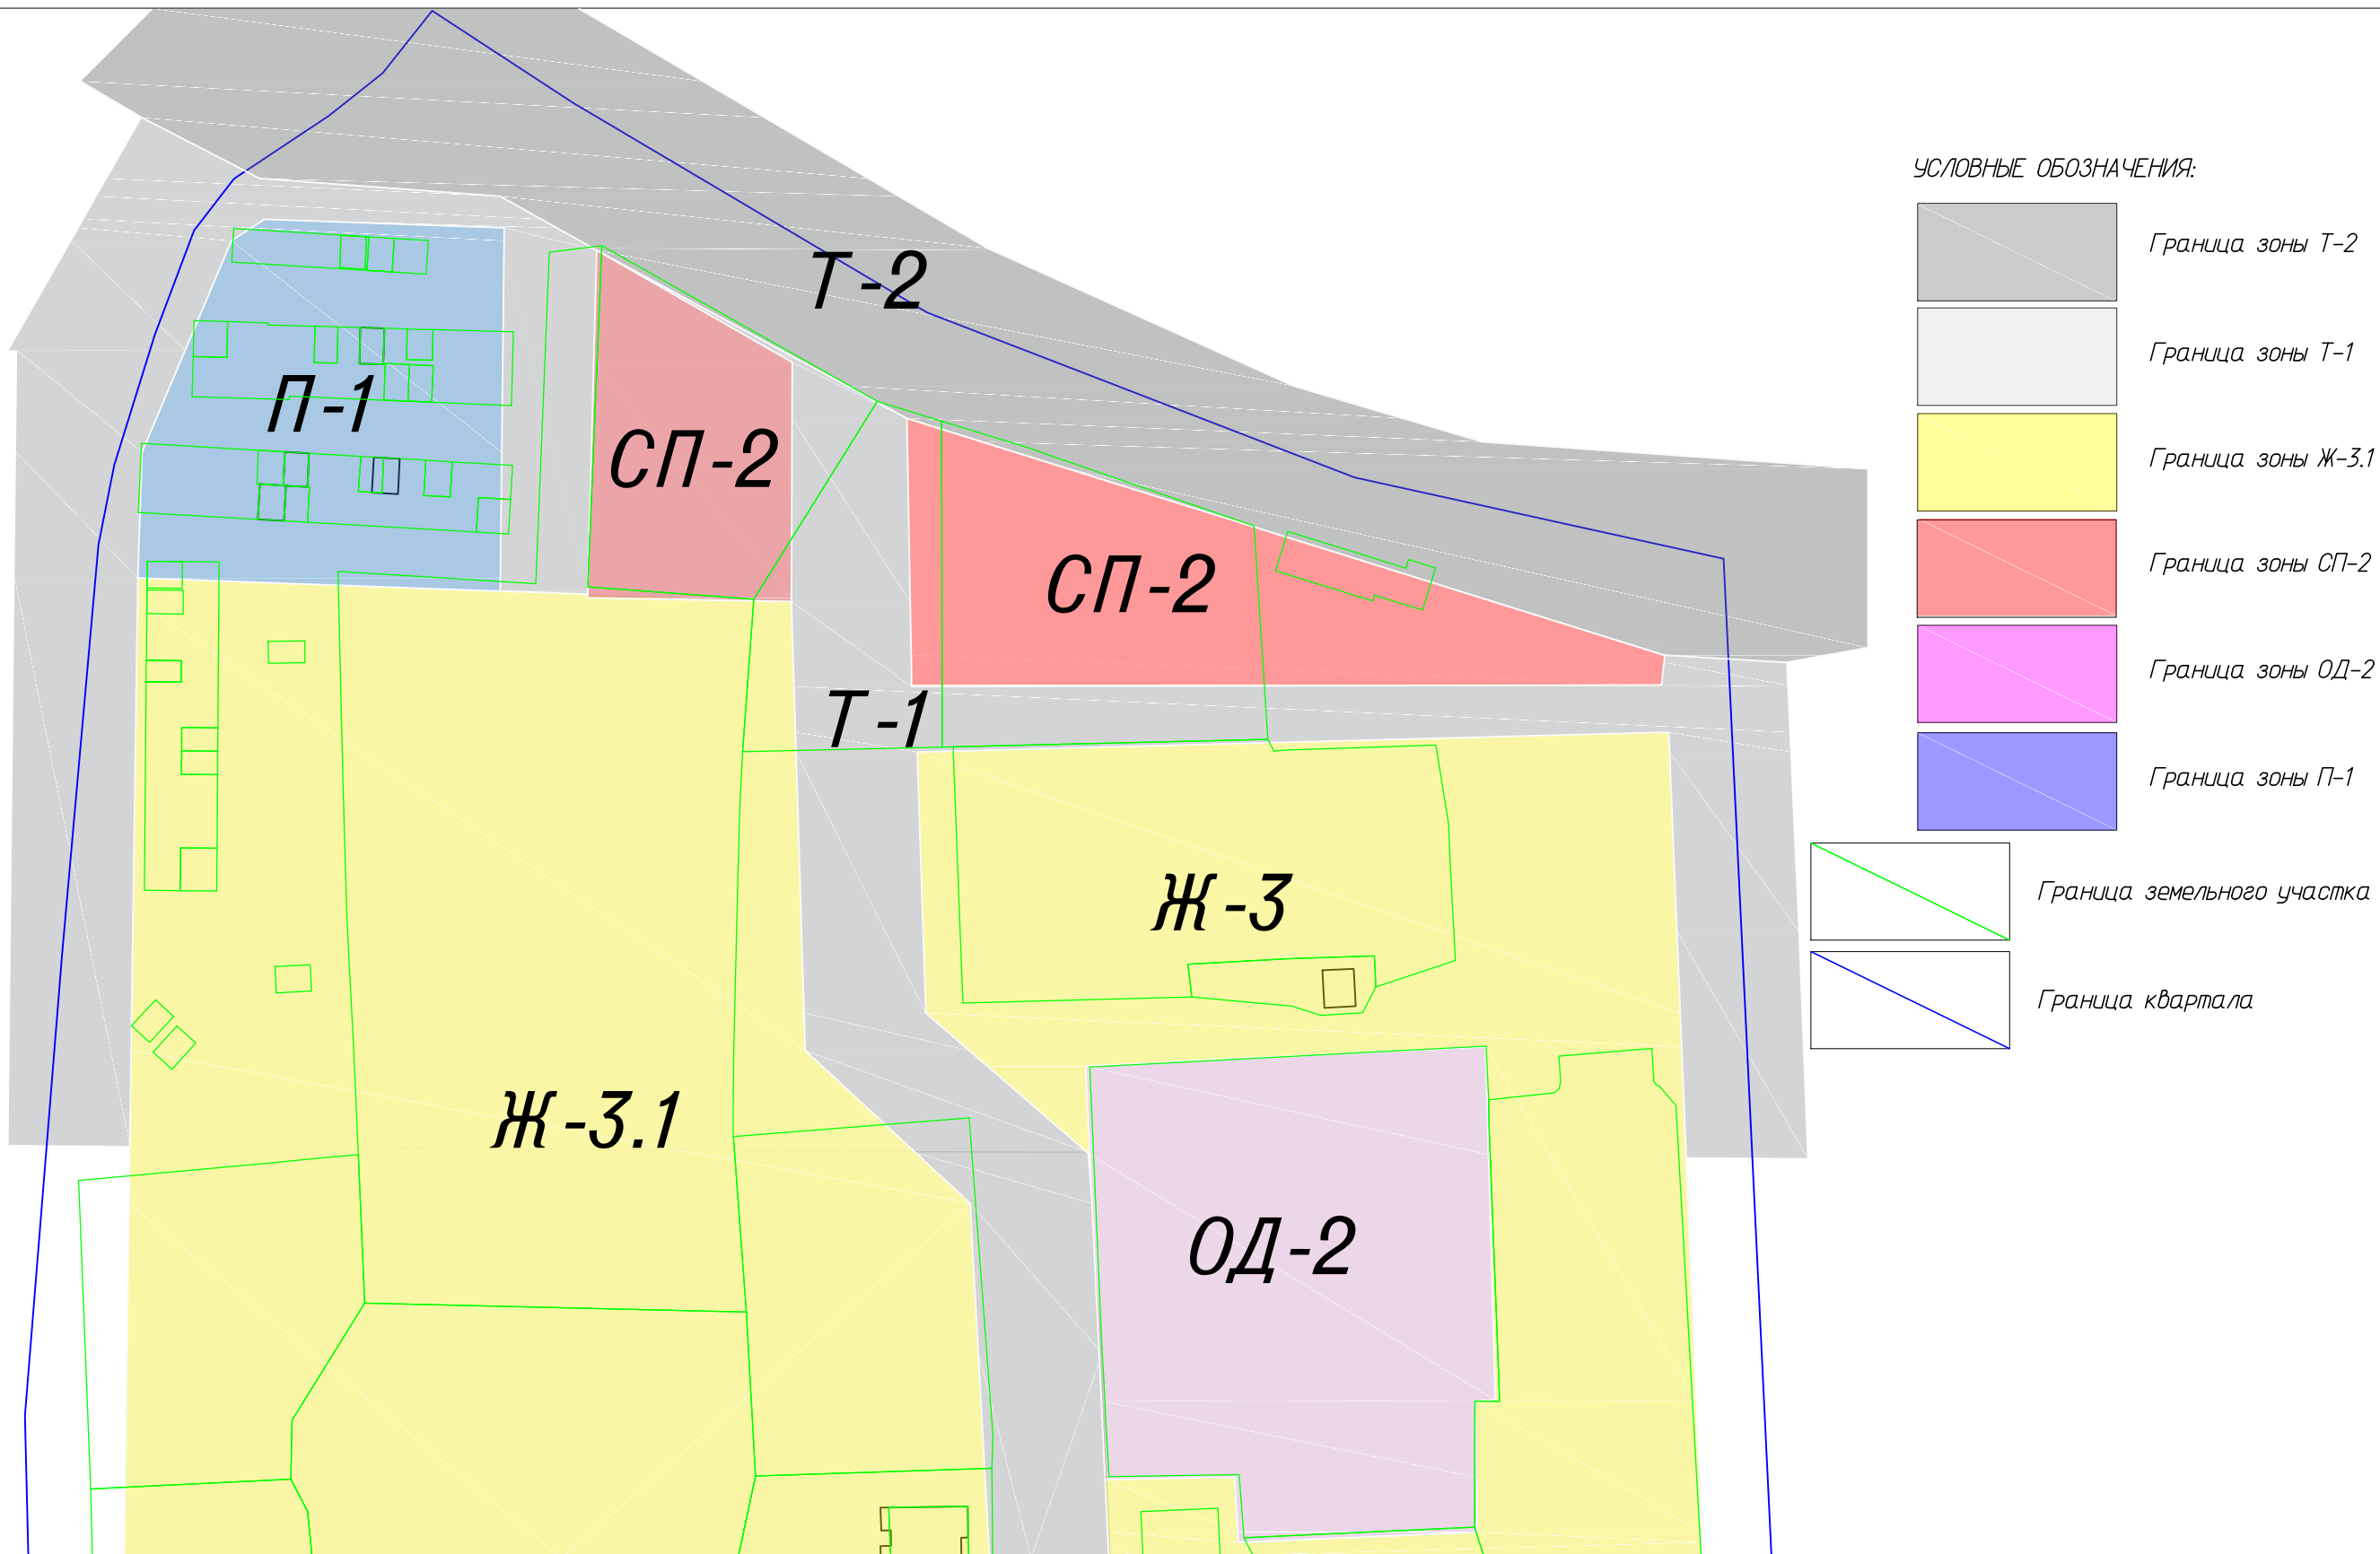 УСЛОВНЫЕ ОБОЗНАЧЕНИЯ:
Граница зоны Т-2
Граница зоны Т-1
Граница зоны Ж-3.1
Граница зоны СП-2
Граница зоны ОД-2
Граница зоны П-1
Граница земельного участка
Граница квартала
Т-2
П-1
СП-2
СП-2
Т-1
Ж-3
Ж-3.1
ОД-2